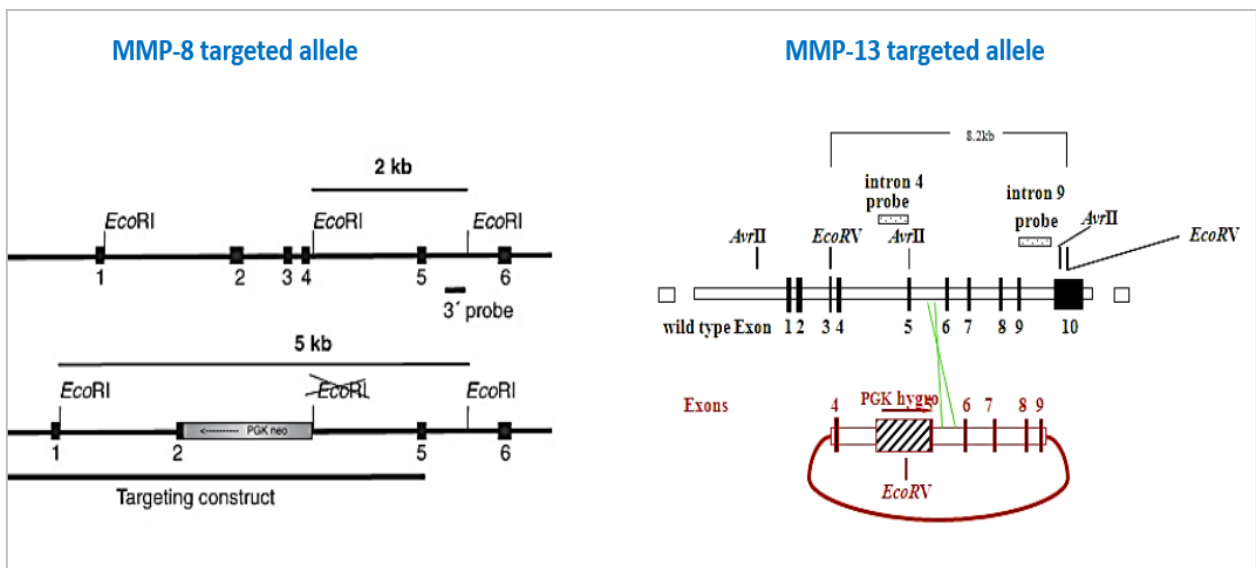 MMP-8 targeted allele
2 kb
EcoRI EcoRI EcoRI
1 2 3 4 5 6
3´ probe
5 kb
EcoRI EcoRI EcoRI
PGK neo
1 2 5 6
Targeting construct
MMP-13 targeted allele
8.2kb
intron 4
probe
intron 9
probe
AvrII
EcoRV
AvrII EcoRV AvrII
wild type Exon 1 2 3 4 5 6 7 8 9 10
PGK hygro
Exons 4 5 6 7 8 9
EcoRV